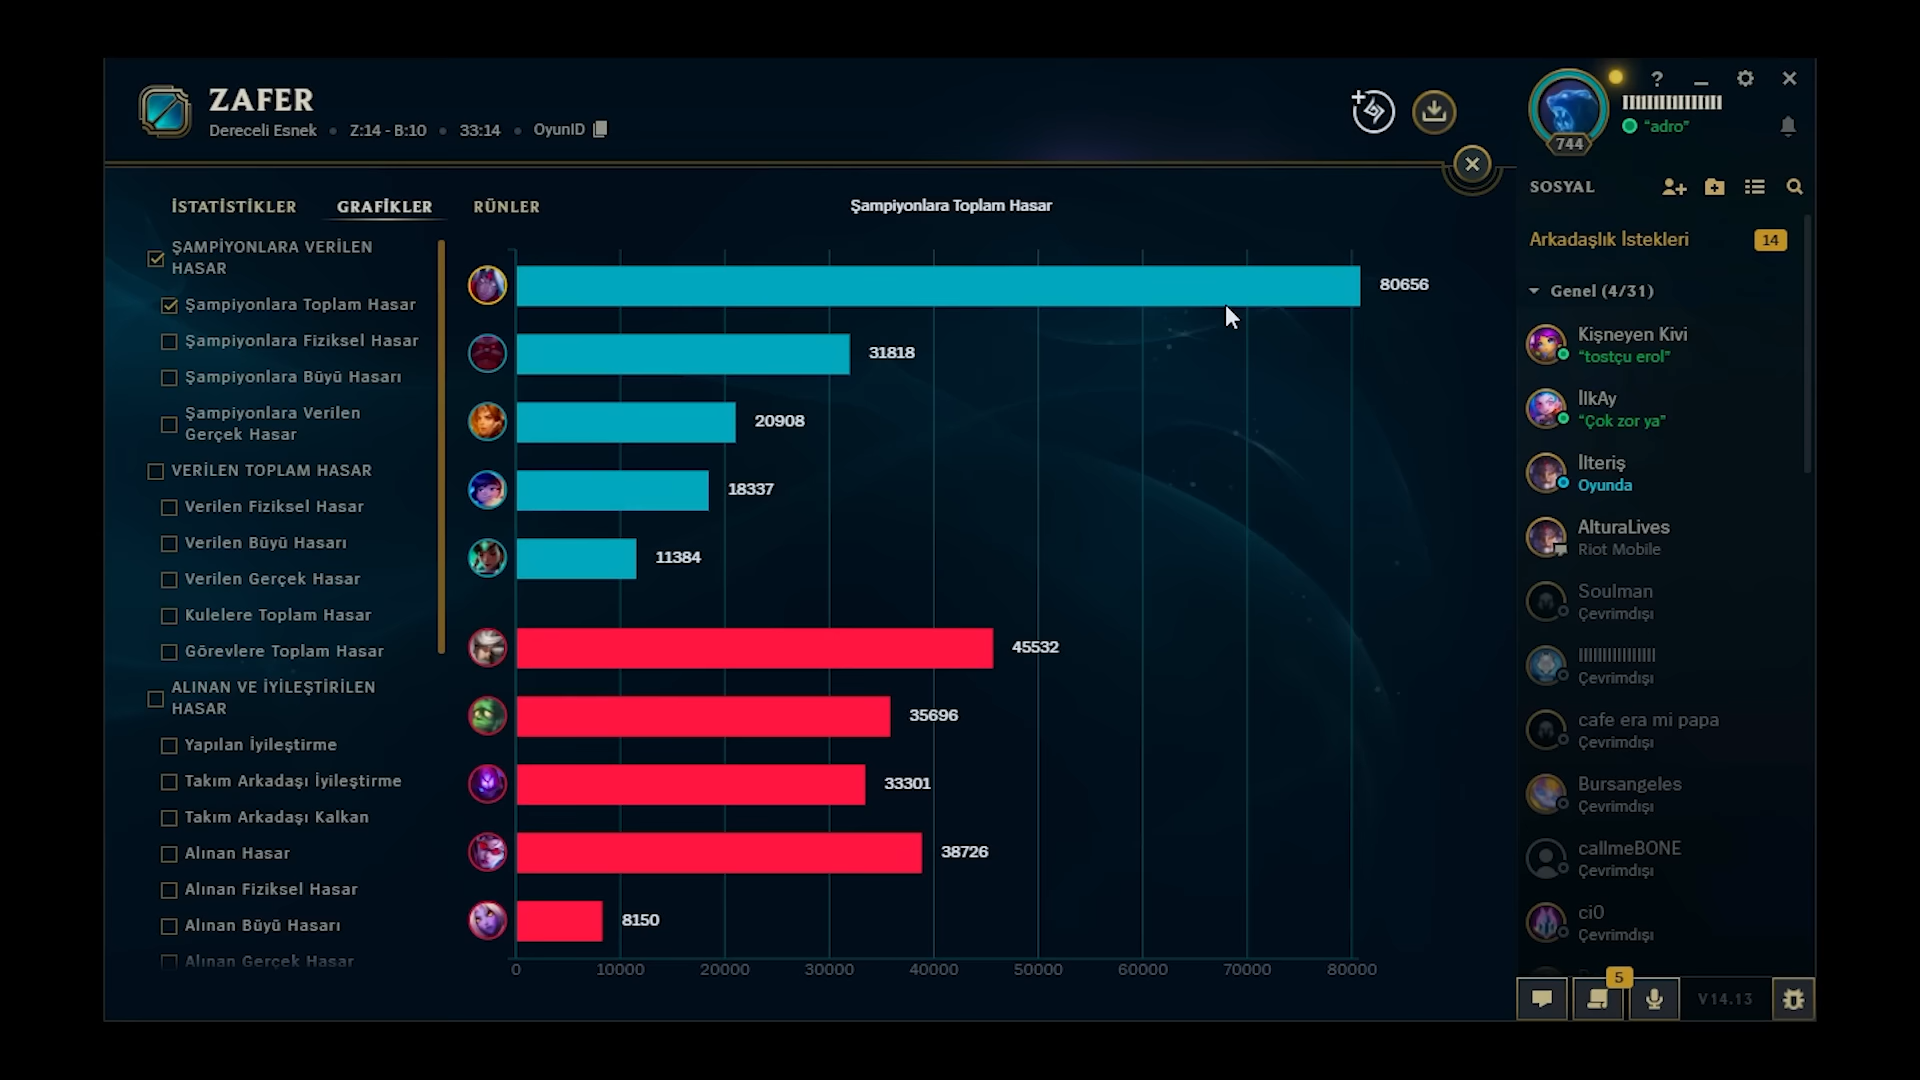 ZAFER
Dereceli Esnek • Z:14 - B:10 • 33:14 • OyunID
744
"adro"
İSTATİSTİKLER GRAFİKLER RÜNLER
ŞAMPİYONLARA VERİLEN
HASAR
Şampiyonlara Toplam Hasar
Şampiyonlara Fiziksel Hasar
Şampiyonlara Büyü Hasarı
Şampiyonlara Verilen
Gerçek Hasar
VERİLEN TOPLAM HASAR
Verilen Fiziksel Hasar
Verilen Büyü Hasarı
Verilen Gerçek Hasar
Kulelere Toplam Hasar
Görevlere Toplam Hasar
ALINAN VE İYİLEŞTİRİLEN
HASAR
Yapılan İyileştirme
Takım Arkadaşı İyileştirme
Takım Arkadaşı Kalkan
Alınan Hasar
Alınan Fiziksel Hasar
Alınan Büyü Hasarı
Alınan Gerçek Hasar
Şampiyonlara Toplam Hasar
80656
31818
20908
18337
11384
45532
35696
33301
38726
8150
0 10000 20000 30000 40000 50000 60000 70000 80000
SOSYAL
Arkadaşlık İstekleri 14
Genel (4/31)
Kişneyen Kivi
"tostçu erol"
İlkAy
"Çok zor ya"
İlteriş
Oyunda
AlturaLives
Riot Mobile
Soulman
Çevrimdışı
Çevrimdışı
cafe era mi papa
Çevrimdışı
Bursangeles
Çevrimdışı
callmeBONE
Çevrimdışı
ci0
Çevrimdışı
5
V14.13